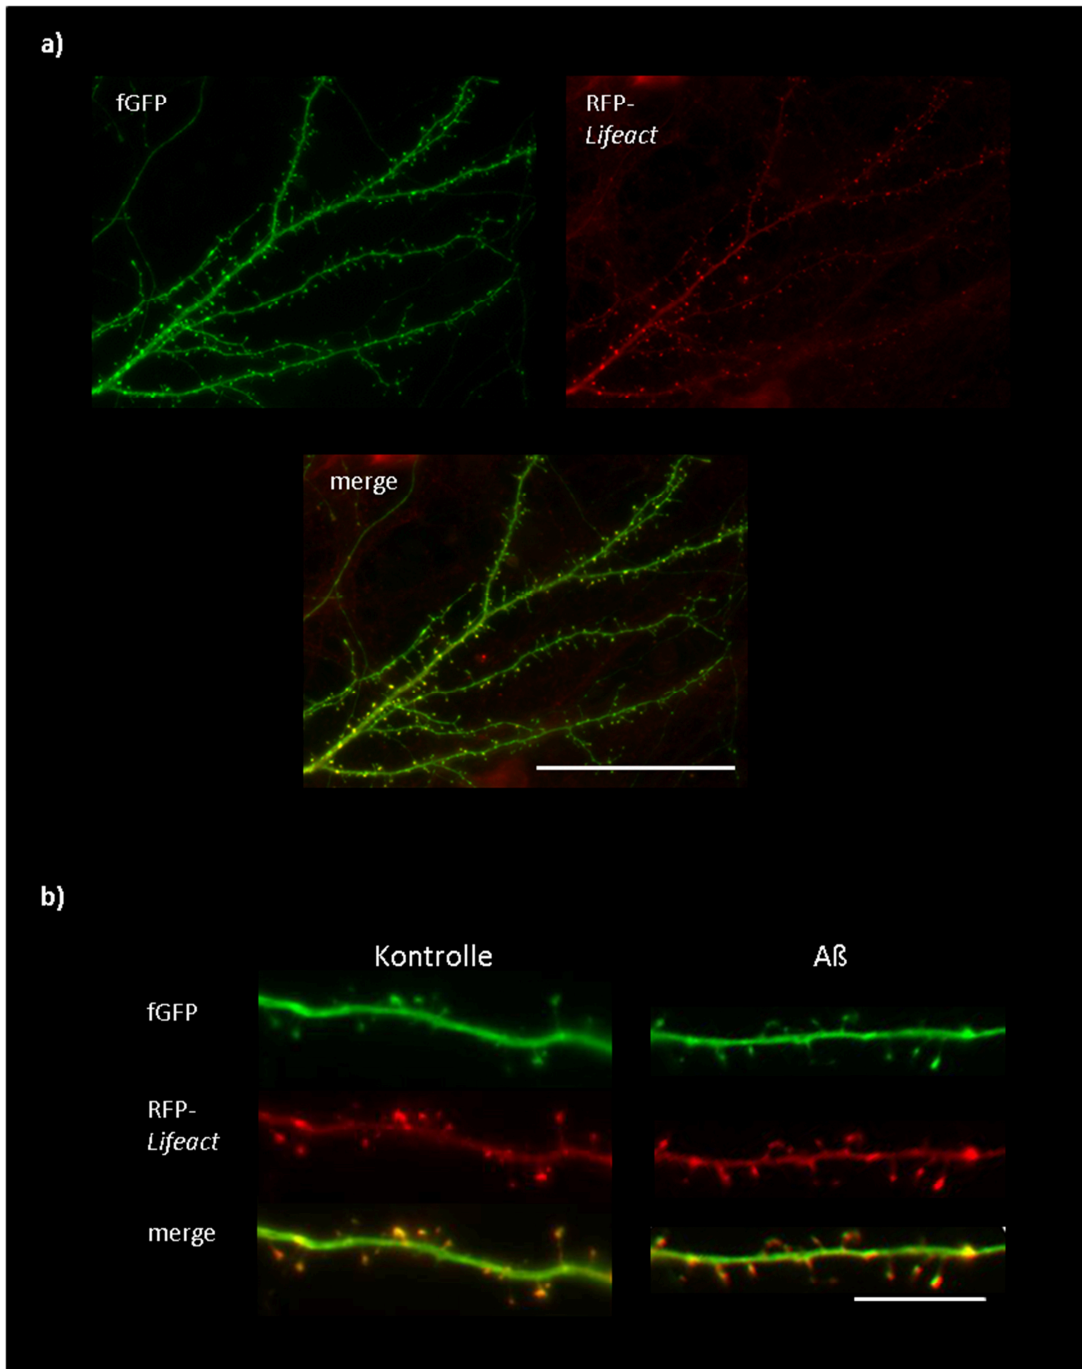 a)
fGFP
RFP-
Lifeact
merge
b)
Kontrolle
Aß
fGFP
RFP-
Lifeact
merge